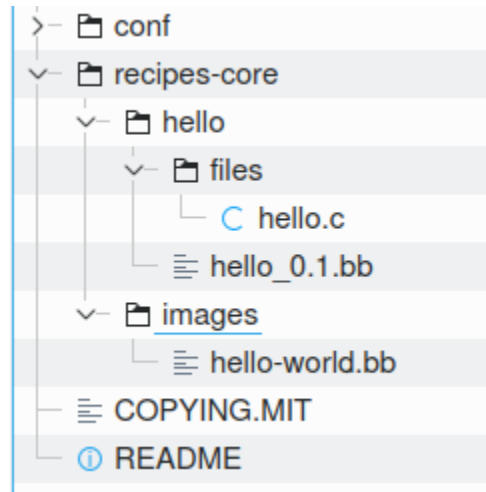 conf
recipes-core
hello
files
hello.c
hello_0.1.bb
images
hello-world.bb
COPYING.MIT
README